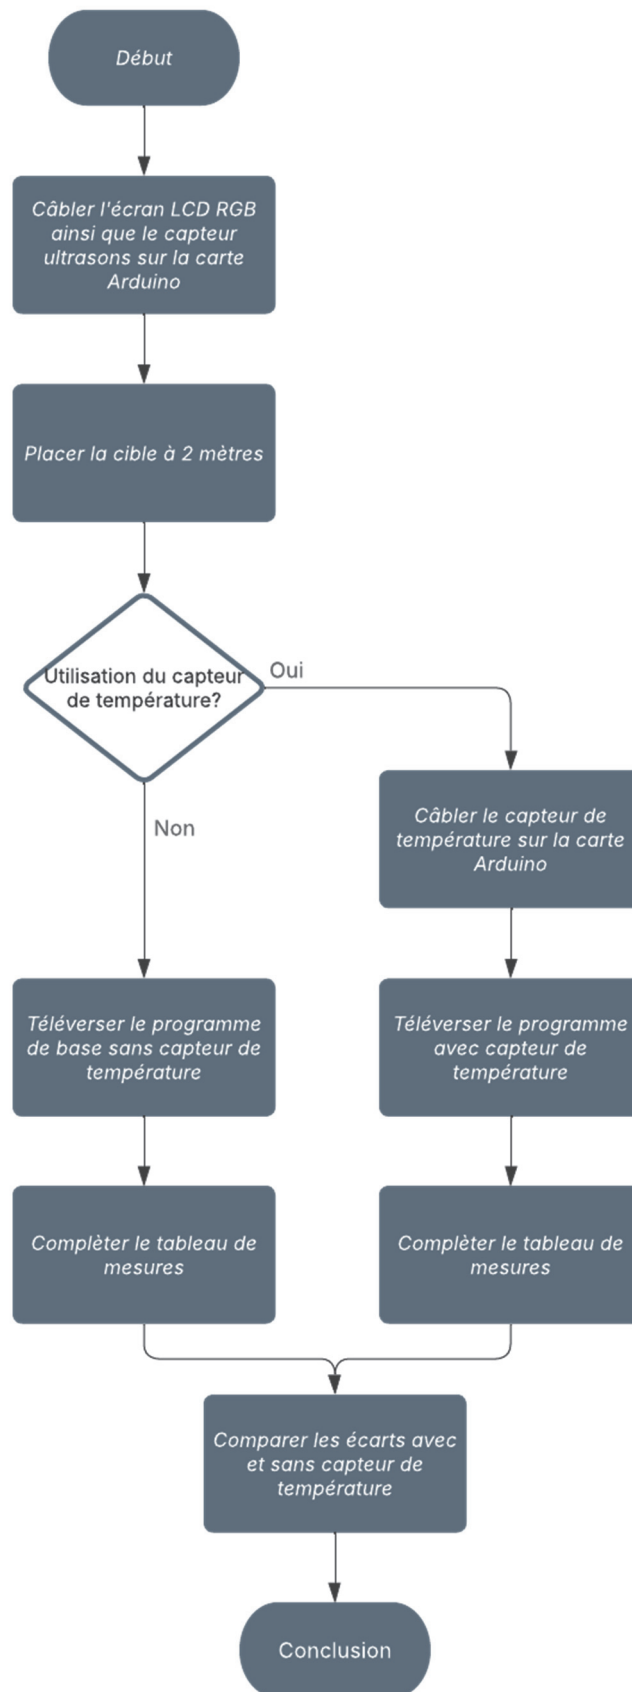 Début
Câbler l'écran LCD RGB
ainsi que le capteur
ultrasons sur la carte
Arduino
Placer la cible à 2 mètres
Utilisation du capteur
de température?
Oui
Non
Câbler le capteur de
température sur la carte
Arduino
Téléverser le programme
de base sans capteur de
température
Téléverser le programme
avec capteur de
température
Complèter le tableau de
mesures
Complèter le tableau de
mesures
Comparer les écarts avec
et sans capteur de
température
Conclusion